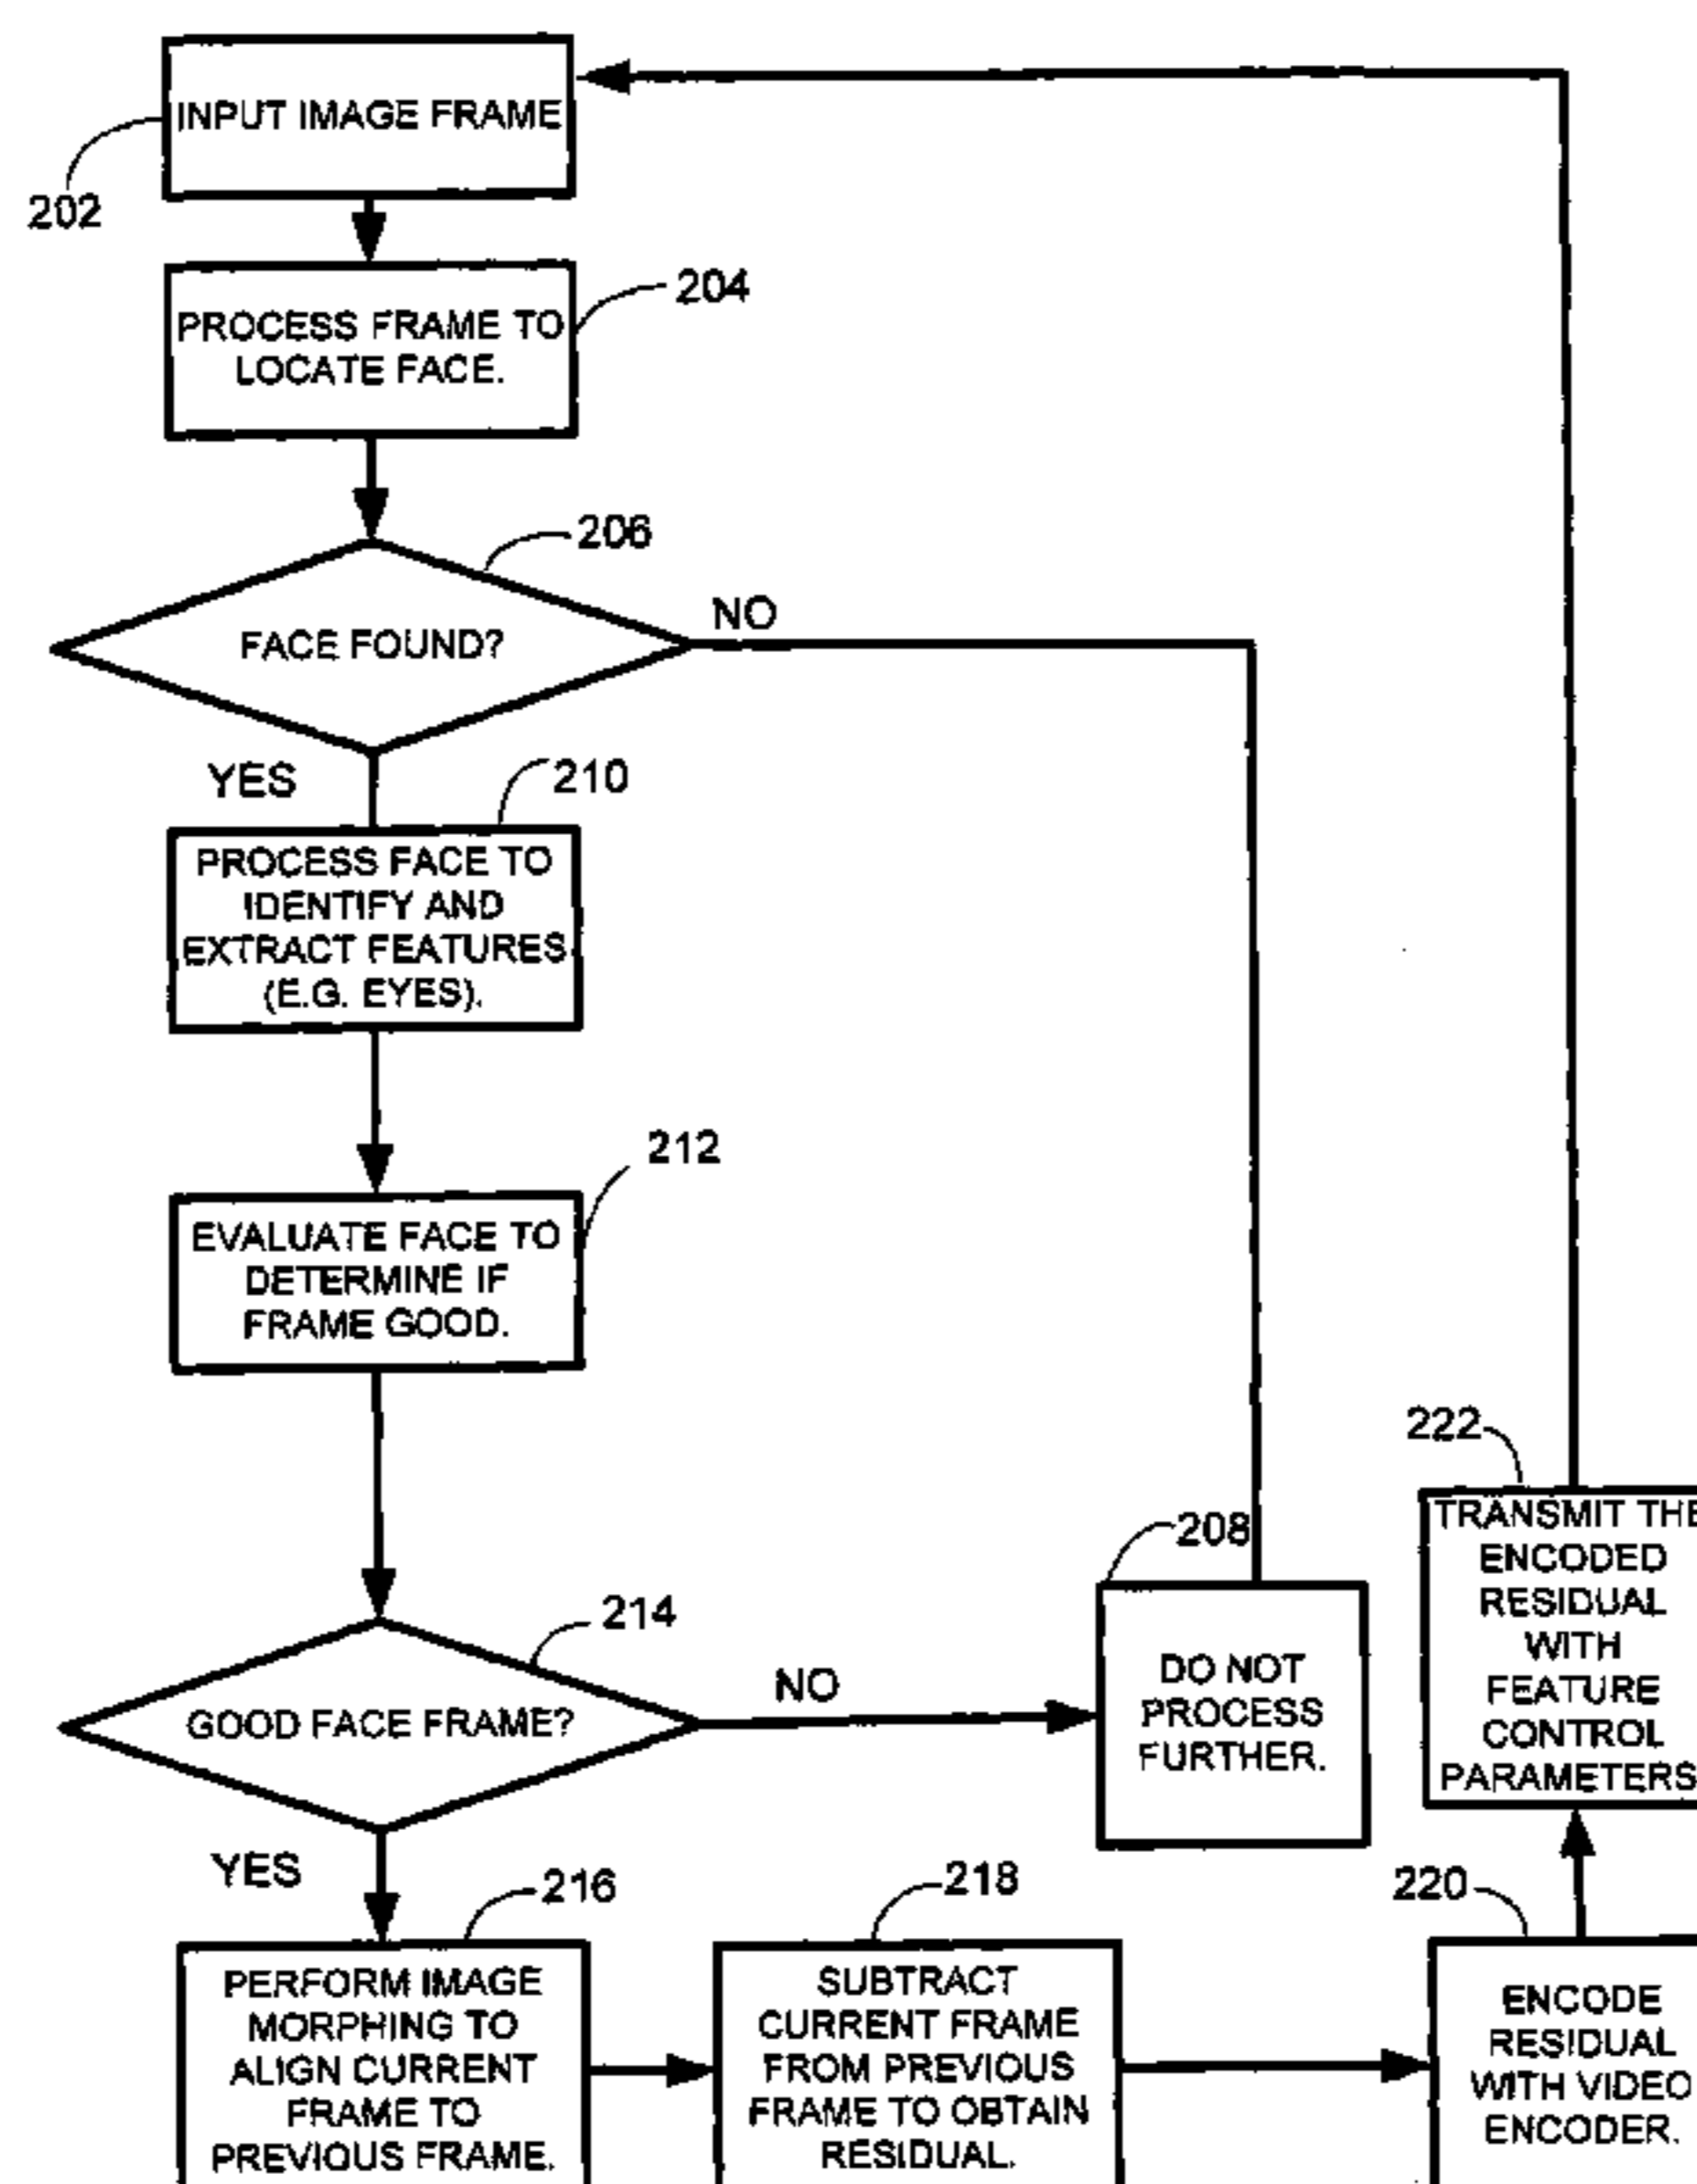 INPUT IMAGE FRAME
202
PROCESS FRAME TO
LOCATE FACE.
204
206
FACE FOUND?
NO
YES
210
PROCESS FACE TO
IDENTIFY AND
EXTRACT FEATURES
(E.G. EYES).
212
EVALUATE FACE TO
DETERMINE IF
FRAME GOOD.
214
GOOD FACE FRAME?
NO
208
DO NOT
PROCESS
FURTHER.
YES
216
PERFORM IMAGE
MORPHING TO
ALIGN CURRENT
FRAME TO
PREVIOUS FRAME.
218
SUBTRACT
CURRENT FRAME
FROM PREVIOUS
FRAME TO OBTAIN
RESIDUAL.
220
ENCODE
RESIDUAL
WITH VIDEO
ENCODER.
222
TRANSMIT THE
ENCODED
RESIDUAL
WITH
FEATURE
CONTROL
PARAMETERS